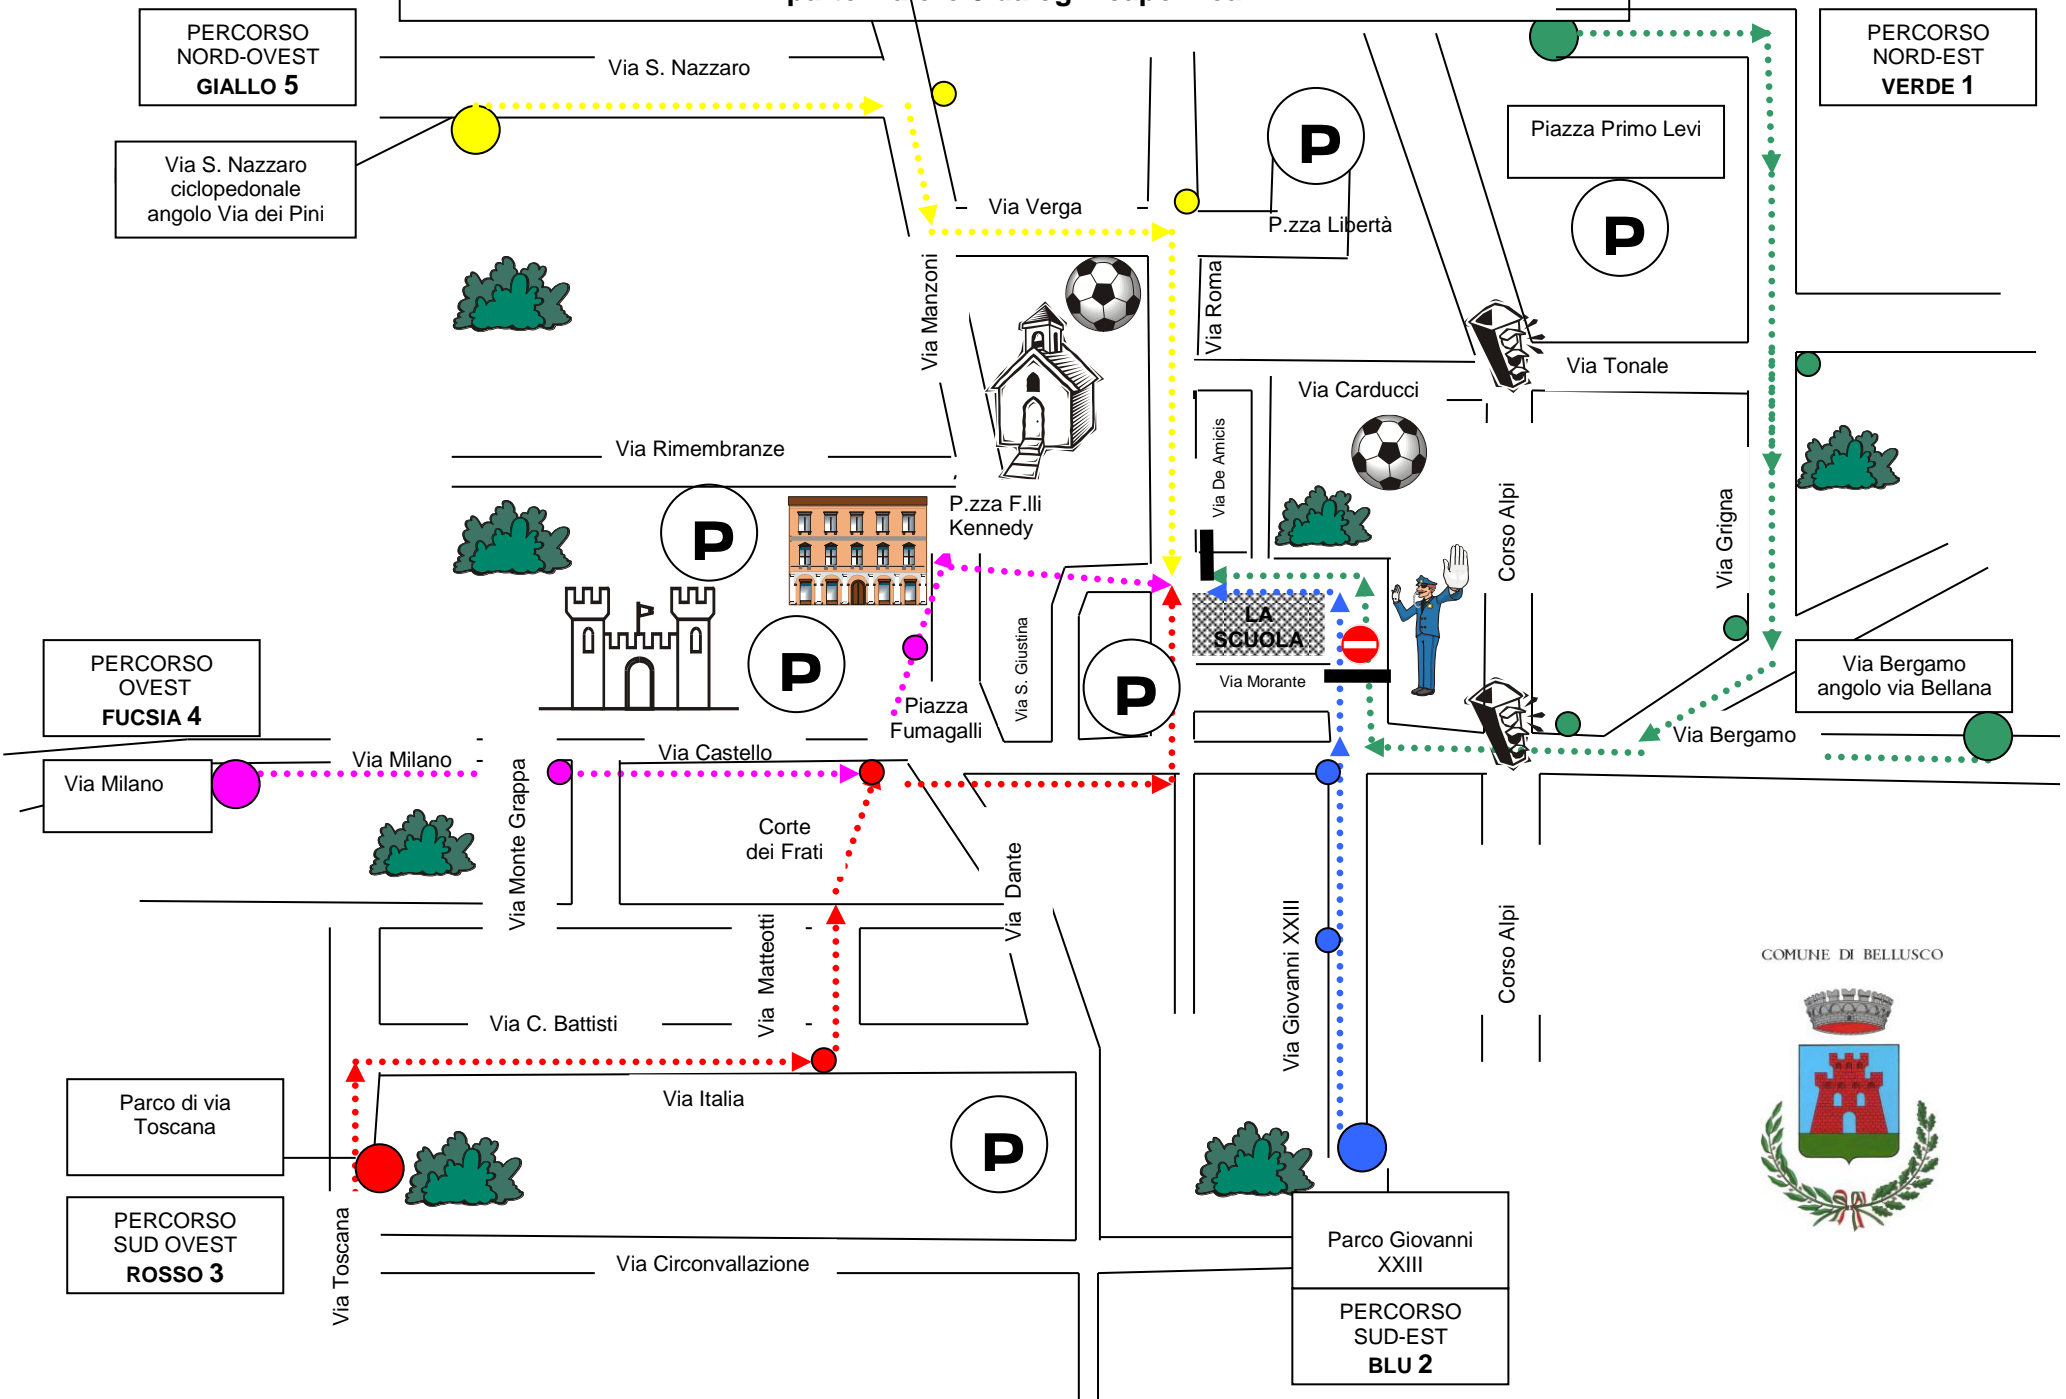 PERCORSO
NORD-OVEST
GIALLO 5
Via S. Nazzaro
PERCORSO
NORD-EST
VERDE 1
Via S. Nazzaro
ciclopedonale
angolo Via dei Pini
P
Piazza Primo Levi
P
Via Verga
P.zza Libertà
Via Manzoni
Via Roma
Via Tonale
Via Carducci
Via Rimembranze
Via De Amicis
P.zza F.lli
Kennedy
P
Corso Alpi
Via Grigna
LA
SCUOLA
PERCORSO
OVEST
FUCSIA 4
P
Via S. Giustina
P
Via Morante
Via Bergamo
angolo via Bellana
Piazza
Fumagalli
Via Bergamo
Via Milano
Via Milano
Via Castello
Via Monte Grappa
Corte
dei Frati
Via Dante
Via Matteotti
Via Giovanni XXIII
Corso Alpi
COMUNE DI BELLUSCO
Via C. Battisti
Via Italia
Parco di via
Toscana
P
PERCORSO
SUD OVEST
ROSSO 3
Via Toscana
Via Circonvallazione
Parco Giovanni
XXIII
PERCORSO
SUD-EST
BLU 2